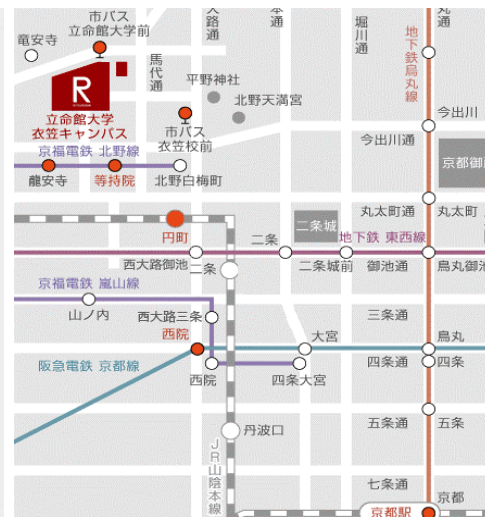 市バス
立命館大学前
竜安寺
大路通
馬代通
平野神社
北野天満宮
市バス
衣笠校前
R
立命館大学
衣笠キャンパス
京福電鉄 北野線
龍安寺
等持院
北野白梅町
本通
堀川通
丸通
地下鉄烏丸線
今出川
今出川通
京都御
丸太町通
丸太町
円町
二条城
二条
地下鉄 東西線
西大路御池
二条
二条城前
御池通
烏丸御池
京福電鉄 嵐山線
山ノ内
西大路三条
三条通
西院
大宮
烏丸
阪急電鉄 京都線
西院
四条大宮
四条通
四条
丹波口
五条通
五条
JR山陰本線
七条通
京都
京都駅